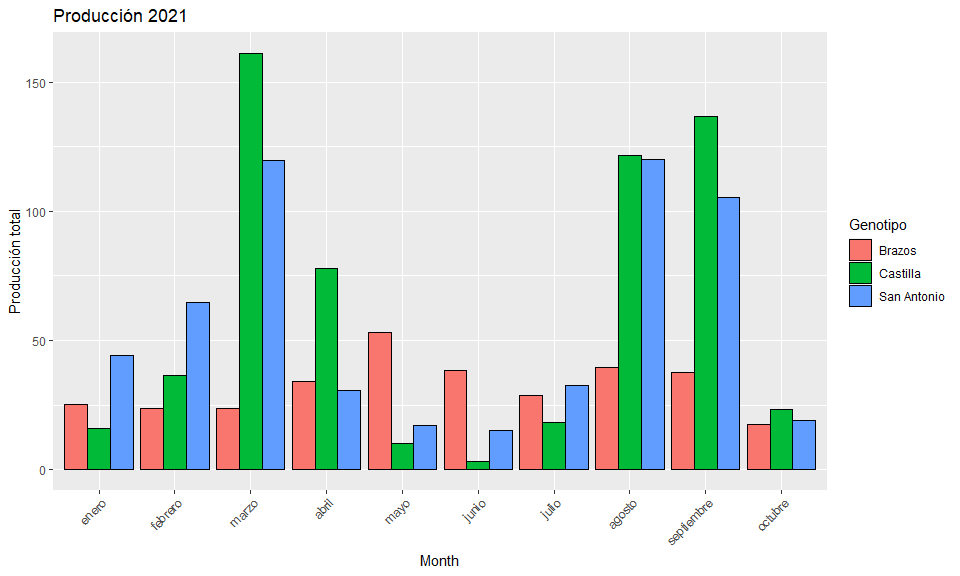 Producción 2021
Producción total
150
100
50
0
enero
febrero
marzo
abril
mayo
junio
julio
agosto
septiembre
octubre
Month
Genotipo
Brazos
Castilla
San Antonio